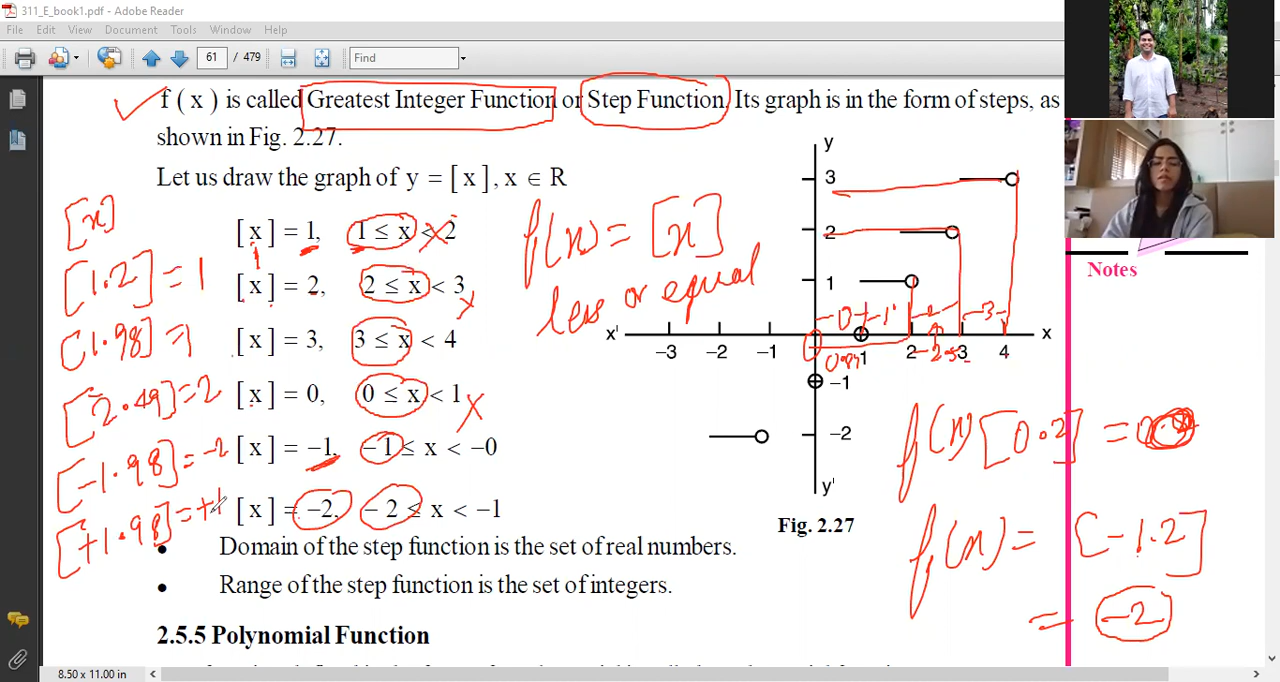 311_E_book1.pdf - Adobe Reader
File Edit View Document Tools Window Help
61 / 479 Find
f ( x ) is called Greatest Integer Function or Step Function. Its graph is in the form of steps, as
shown in Fig. 2.27.
Let us draw the graph of y = [ x ], x ∈ R
[x]
[ x ] = 1, 1 ≤ x < 2
[1.2] = 1
[ x ] = 2, 2 ≤ x < 3
[1.98] = 1
[ x ] = 3, 3 ≤ x < 4
[2.49] = 2
[ x ] = 0, 0 ≤ x < 1
[-1.98] = -2
[ x ] = −1, −1 ≤ x < −0
[+1.98] = +1
[ x ] = −2, − 2 ≤ x < −1
f(x) = [x]
less or equal
y
3
2
1
x' −3 −2 −1 1 2 3 4 x
−1
−2
y'
Fig. 2.27
f(x) [0.2] = 0
f(x) = [-1.2]
= -2
Notes
• Domain of the step function is the set of real numbers.
• Range of the step function is the set of integers.
2.5.5 Polynomial Function
8.50 x 11.00 in